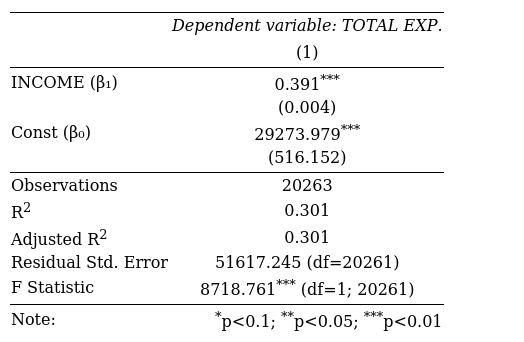 Dependent variable: TOTAL EXP.
(1)
INCOME (β₁) 0.391***
(0.004)
Const (β₀) 29273.979***
(516.152)
Observations 20263
R² 0.301
Adjusted R² 0.301
Residual Std. Error 51617.245 (df=20261)
F Statistic 8718.761*** (df=1; 20261)
Note: *p<0.1; **p<0.05; ***p<0.01